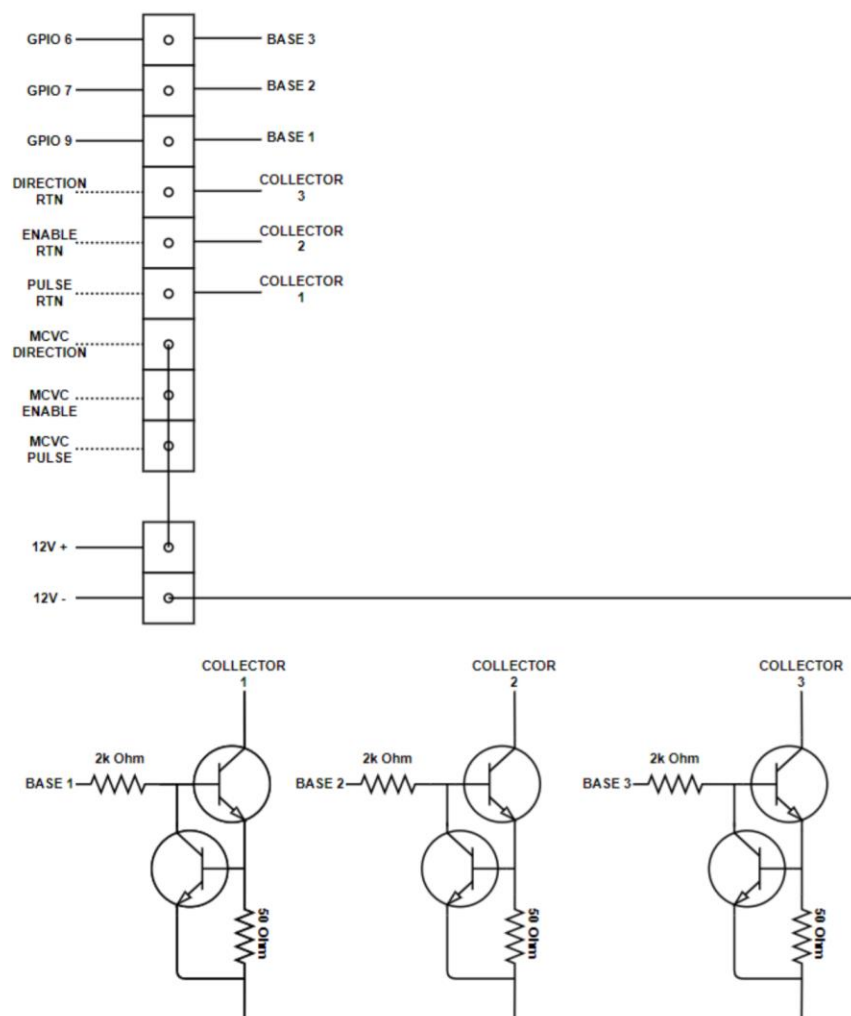 GPIO 6
BASE 3
GPIO 7
BASE 2
GPIO 9
BASE 1
DIRECTION
RTN
COLLECTOR
3
ENABLE
RTN
COLLECTOR
2
PULSE
RTN
COLLECTOR
1
MCVC
DIRECTION
MCVC
ENABLE
MCVC
PULSE
12V +
12V -
COLLECTOR
1
COLLECTOR
2
COLLECTOR
3
2k Ohm
2k Ohm
2k Ohm
BASE 1
BASE 2
BASE 3
50 Ohm
50 Ohm
50 Ohm